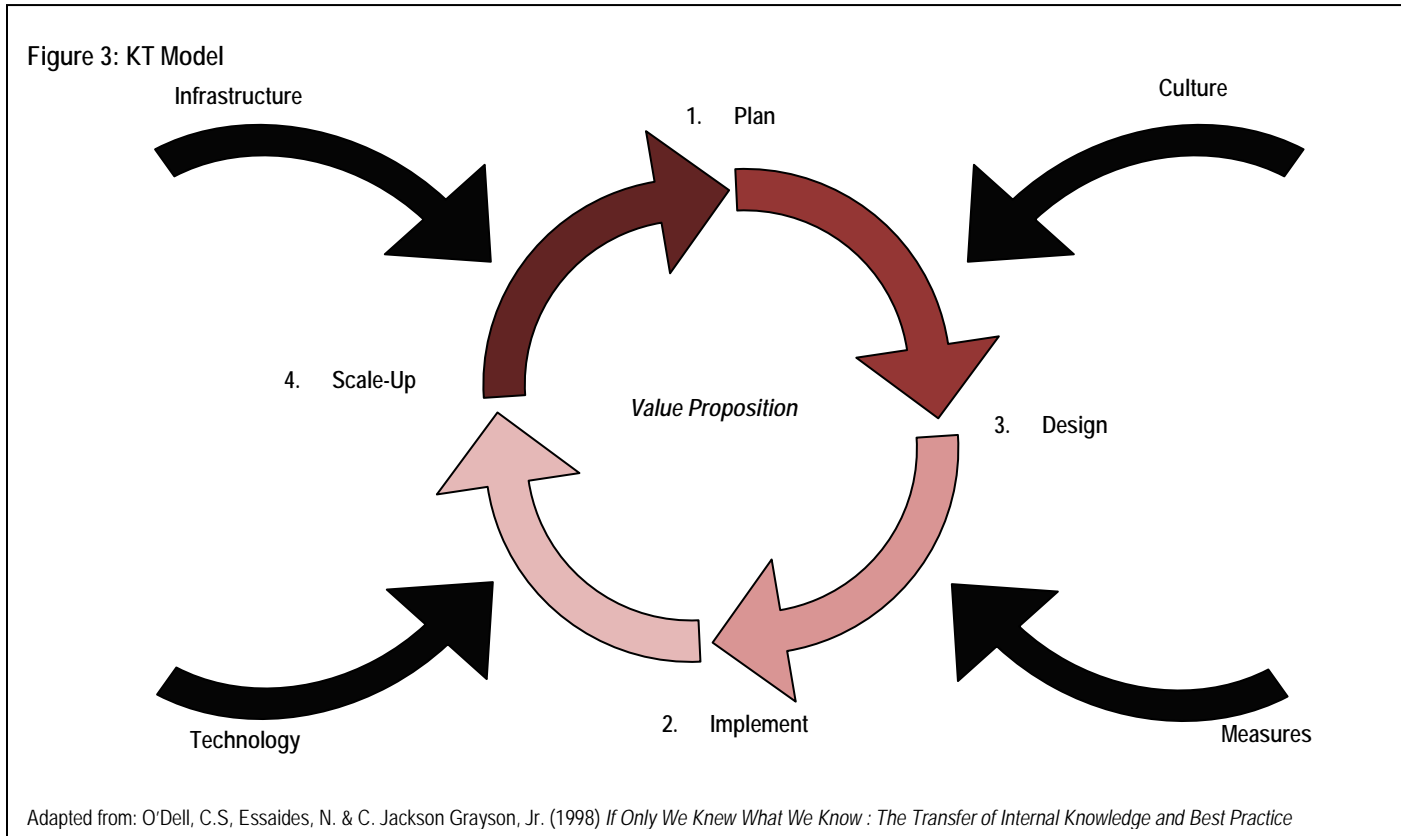 Figure 3: KT Model
Infrastructure
Culture
1. Plan
4. Scale-Up
Value Proposition
3. Design
2. Implement
Technology
Measures
Adapted from: O'Dell, C.S, Essaides, N. & C. Jackson Grayson, Jr. (1998) If Only We Knew What We Know : The Transfer of Internal Knowledge and Best Practice